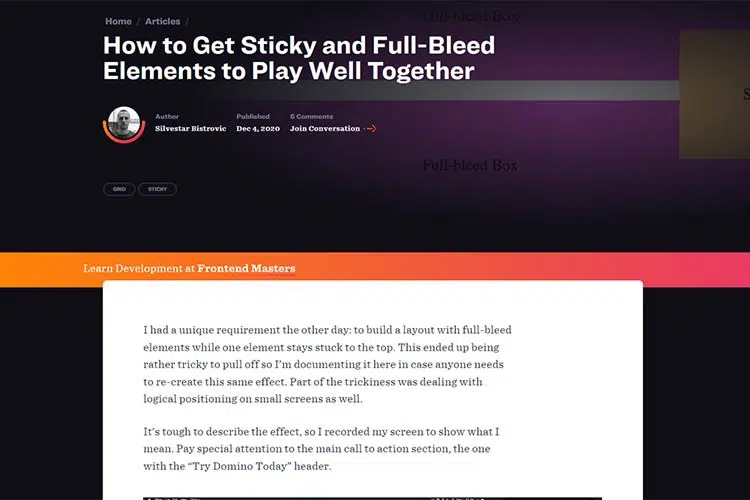 Full-bleed Box
Home / Articles /
How to Get Sticky and Full-Bleed
Elements to Play Well Together
S
Author
Silvestar Bistrovic
Published
Dec 4, 2020
6 Comments
Join Conversation
Full-bleed Box
GRID
STICKY
Learn Development at Frontend Masters
I had a unique requirement the other day: to build a layout with full-bleed
elements while one element stays stuck to the top. This ended up being
rather tricky to pull off so I'm documenting it here in case anyone needs
to re-create this same effect. Part of the trickiness was dealing with
logical positioning on small screens as well.
It's tough to describe the effect, so I recorded my screen to show what I
mean. Pay special attention to the main call to action section, the one
with the “Try Domino Today” header.